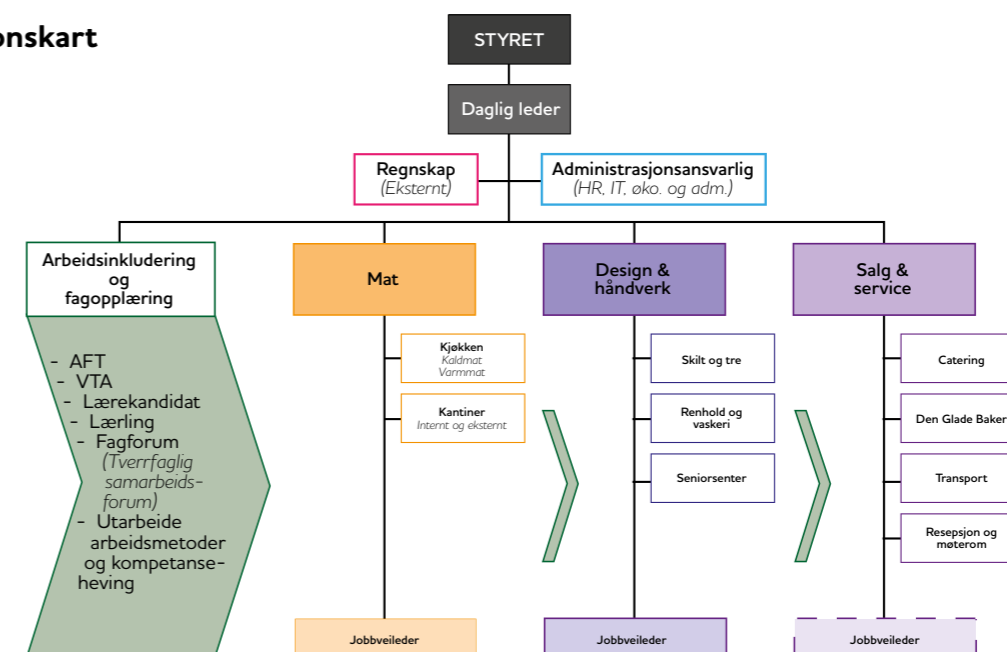 onskart
STYRET
Daglig leder
Regnskap
(Eksternt)
Administrasjonsansvarlig
(HR, IT, øko. og adm.)
Arbeidsinkludering
og
fagopplæring
- AFT
- VTA
- Lærekandidat
- Lærling
- Fagforum
(Tverrfaglig
samarbeids-
forum)
- Utarbeide
arbeidsmetoder
og kompetanse-
heving
Mat
Kjøkken
Kaldmat
Varmmat
Kantiner
Internt og eksternt
Jobbveileder
Design &
håndverk
Skilt og tre
Renhold og
vaskeri
Seniorsenter
Jobbveileder
Salg &
service
Catering
Den Glade Baker
Transport
Resepsjon og
møterom
Jobbveileder